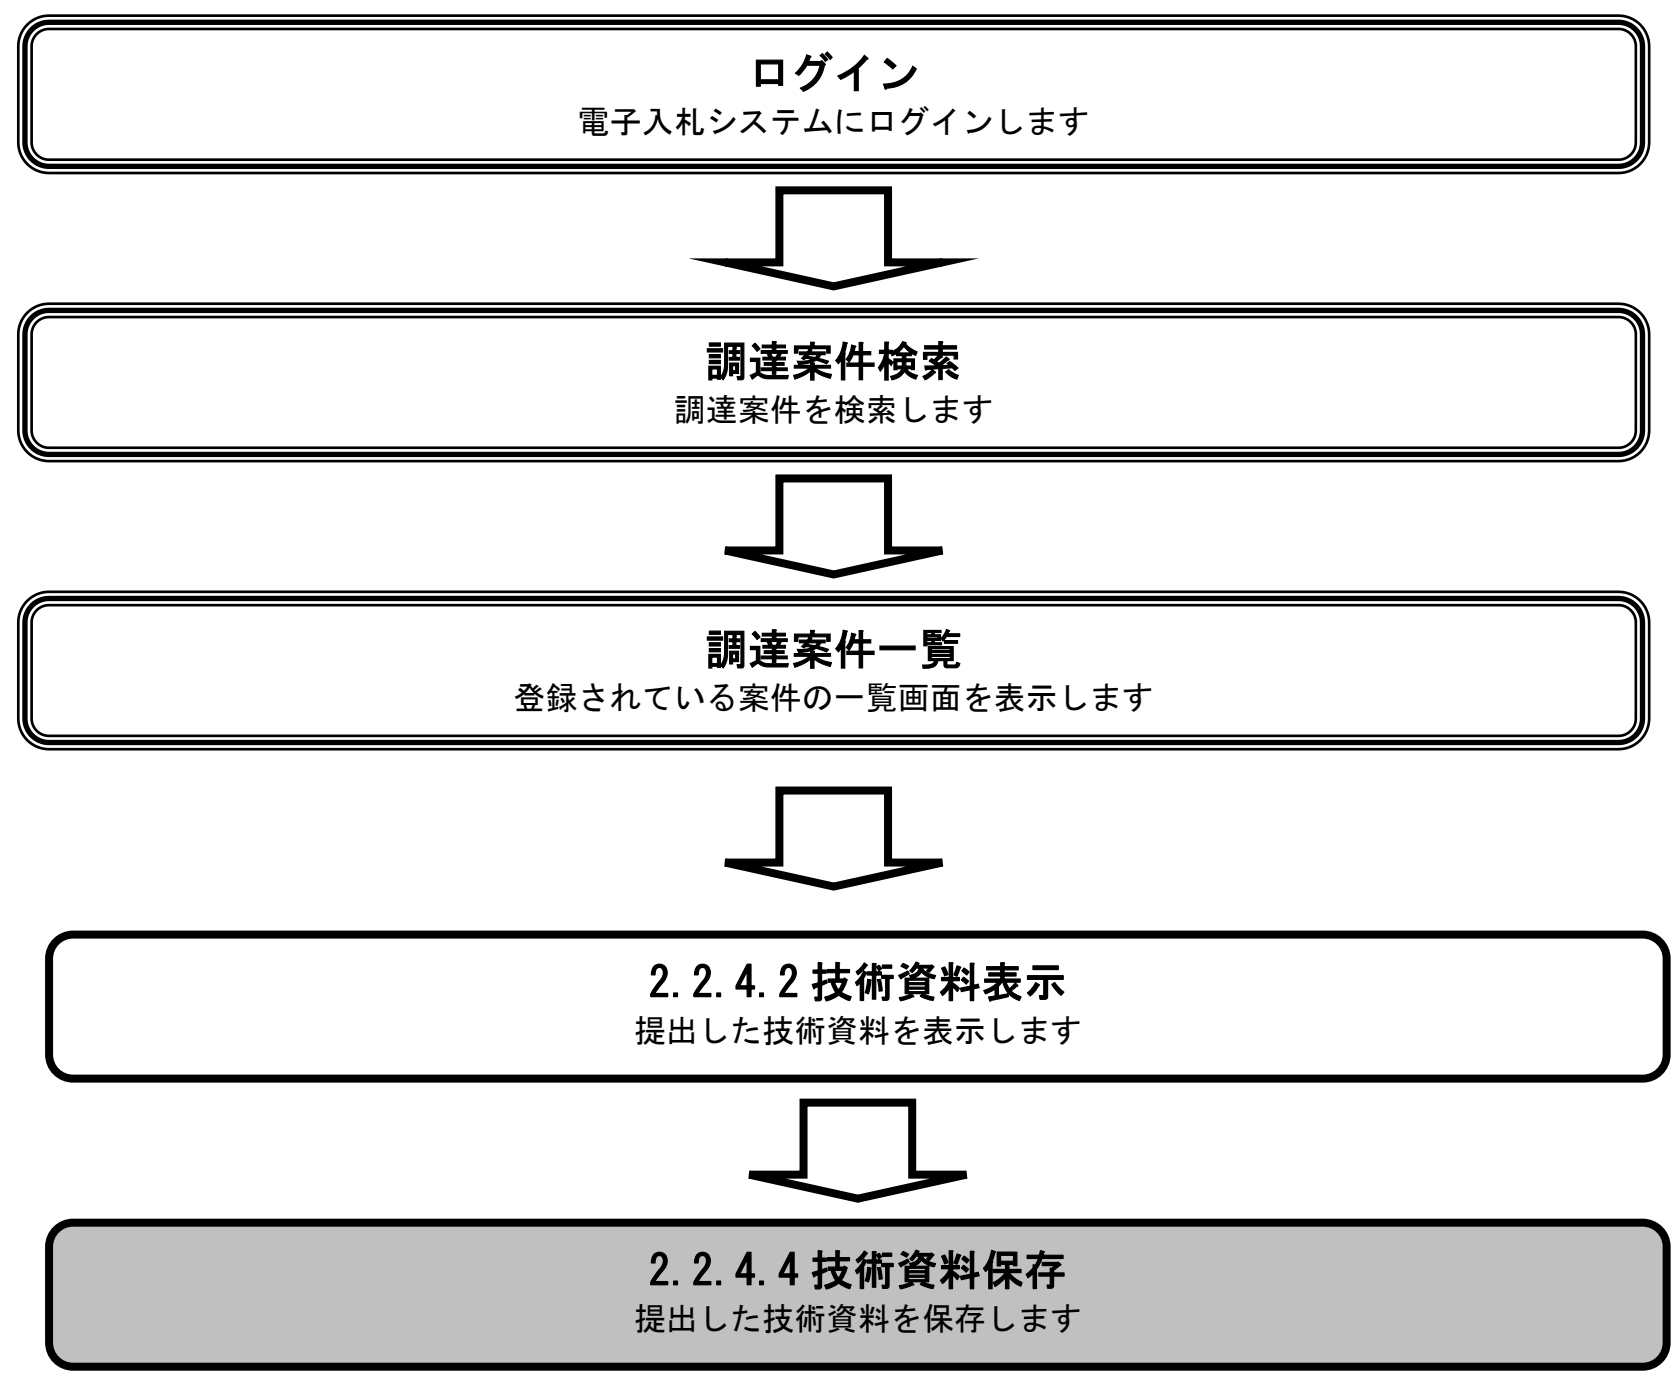 ログイン
電子入札システムにログインします
調達案件検索
調達案件を検索します
調達案件一覧
登録されている案件の一覧画面を表示します
2.2.4.2 技術資料表示
提出した技術資料を表示します
2.2.4.4 技術資料保存
提出した技術資料を保存します